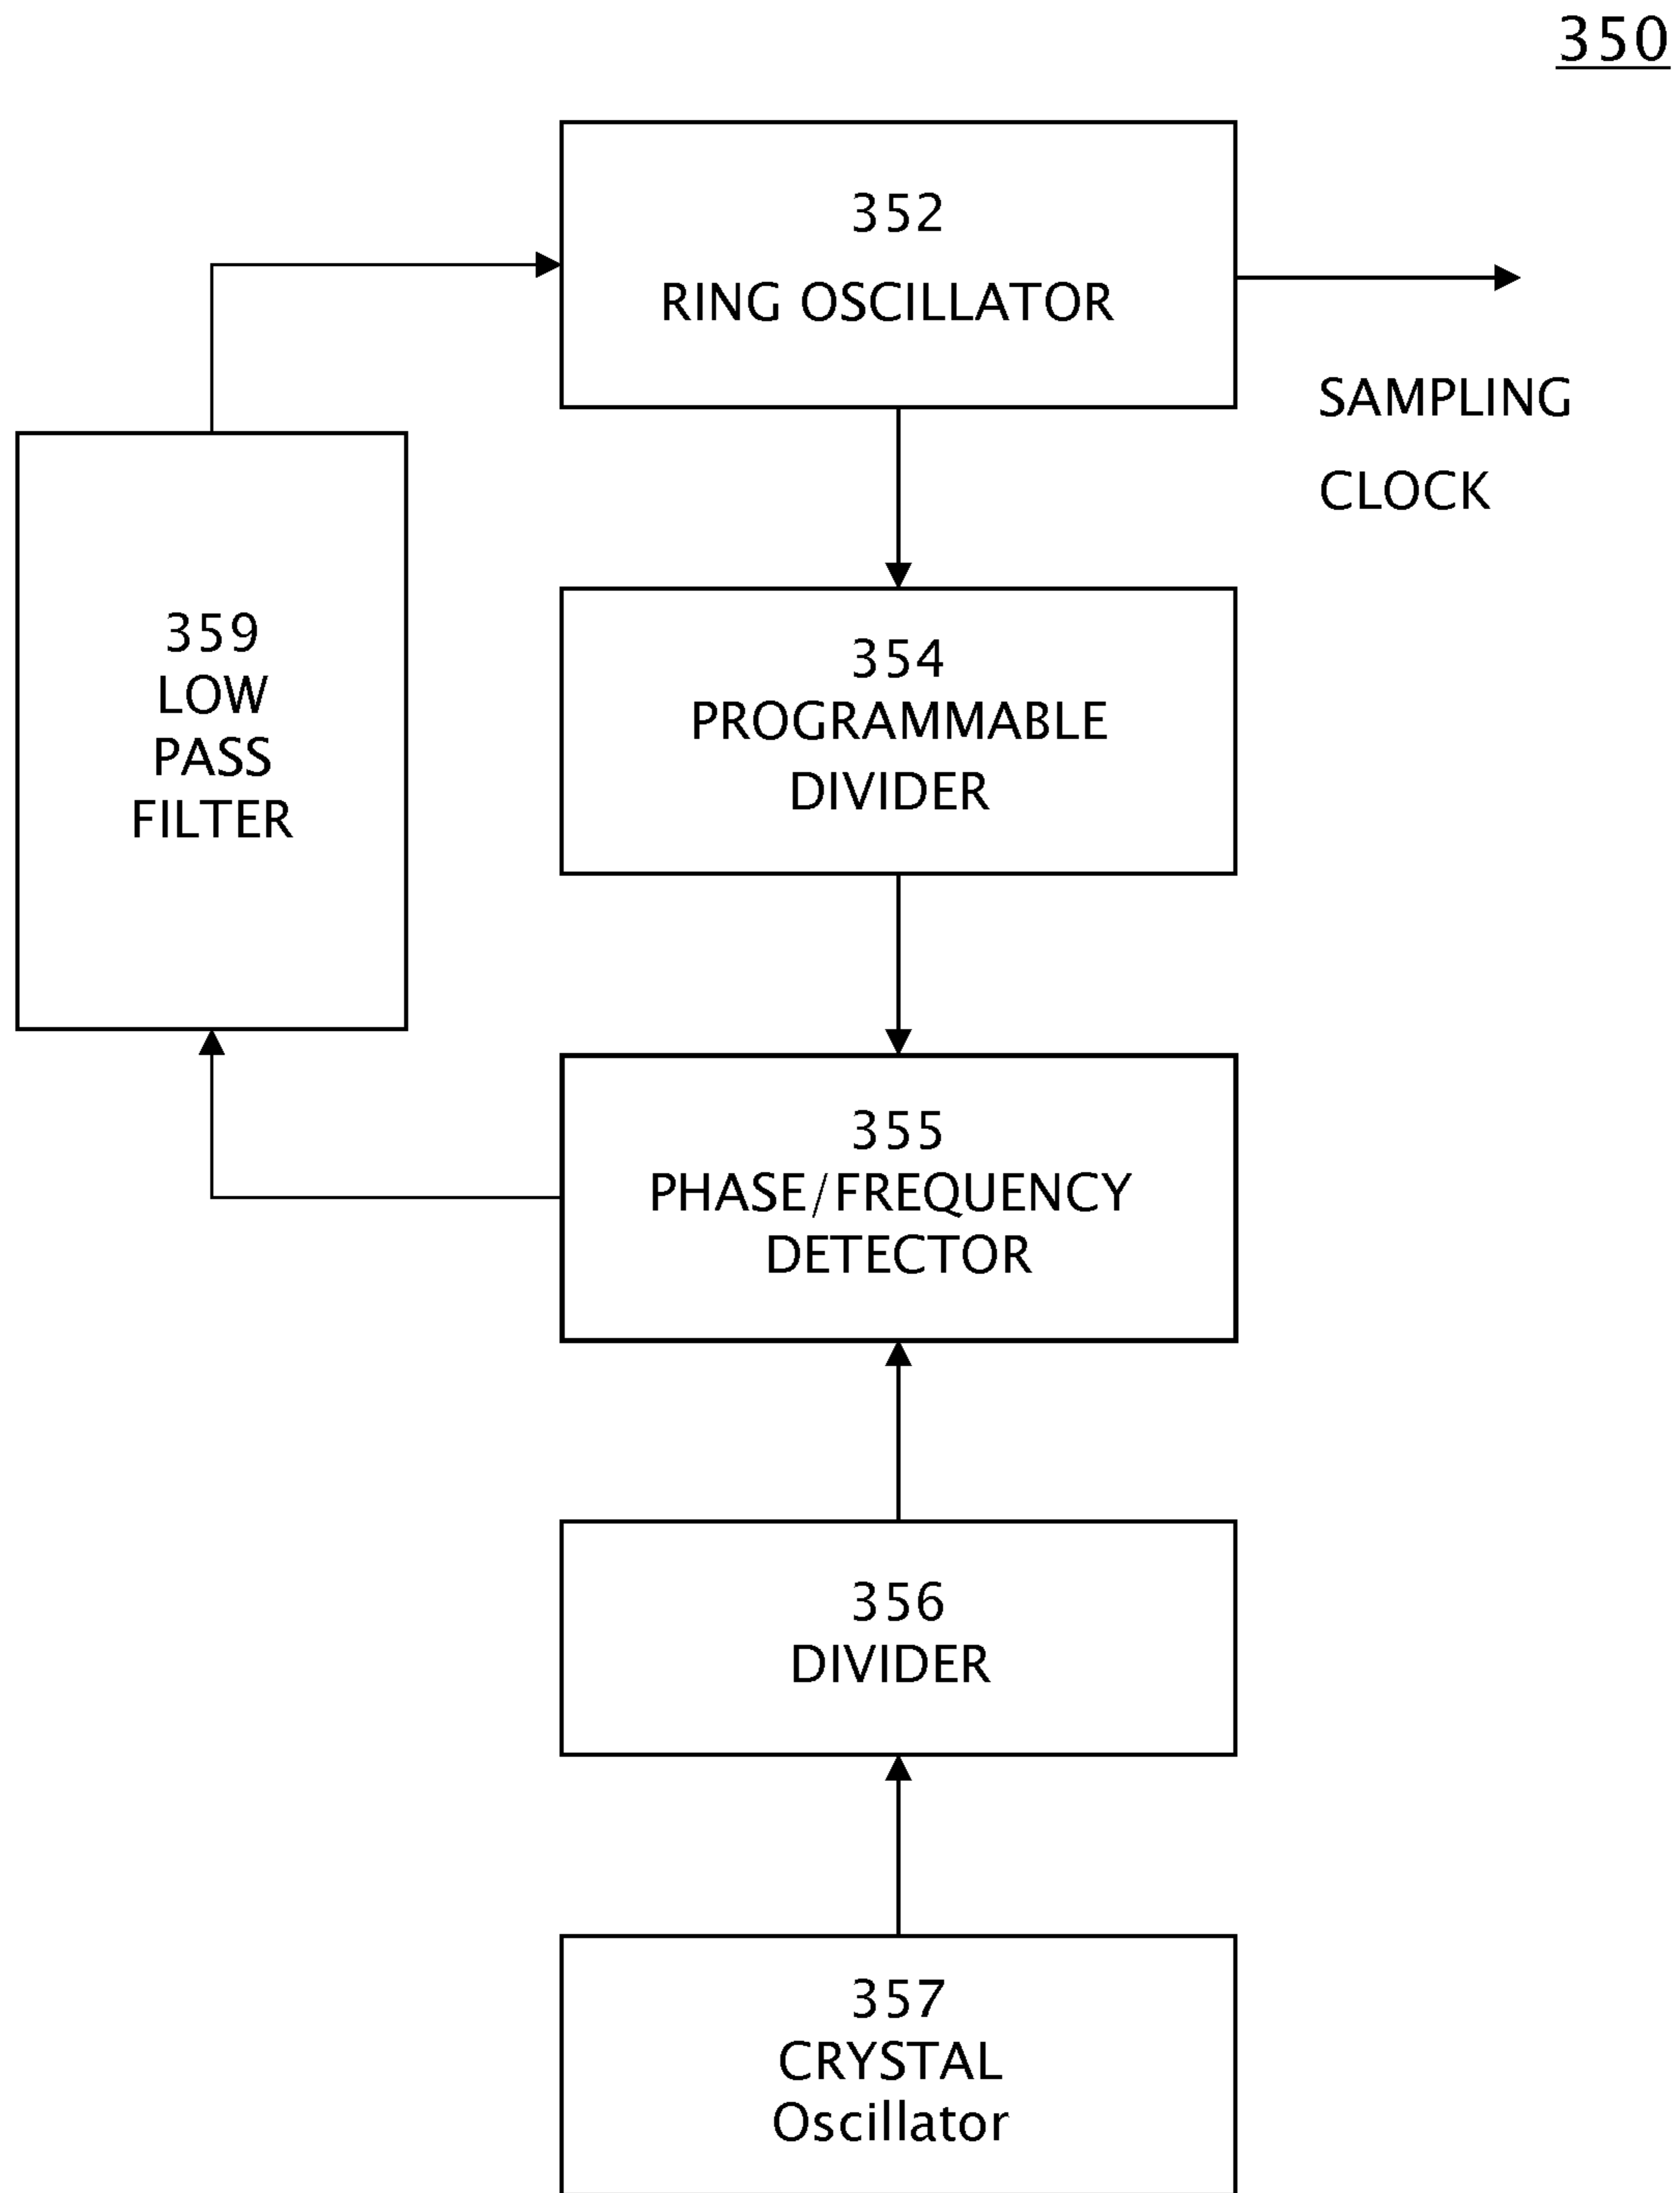 350
352
RING OSCILLATOR
SAMPLING
CLOCK
359
LOW
PASS
FILTER
354
PROGRAMMABLE
DIVIDER
355
PHASE/FREQUENCY
DETECTOR
356
DIVIDER
357
CRYSTAL
Oscillator